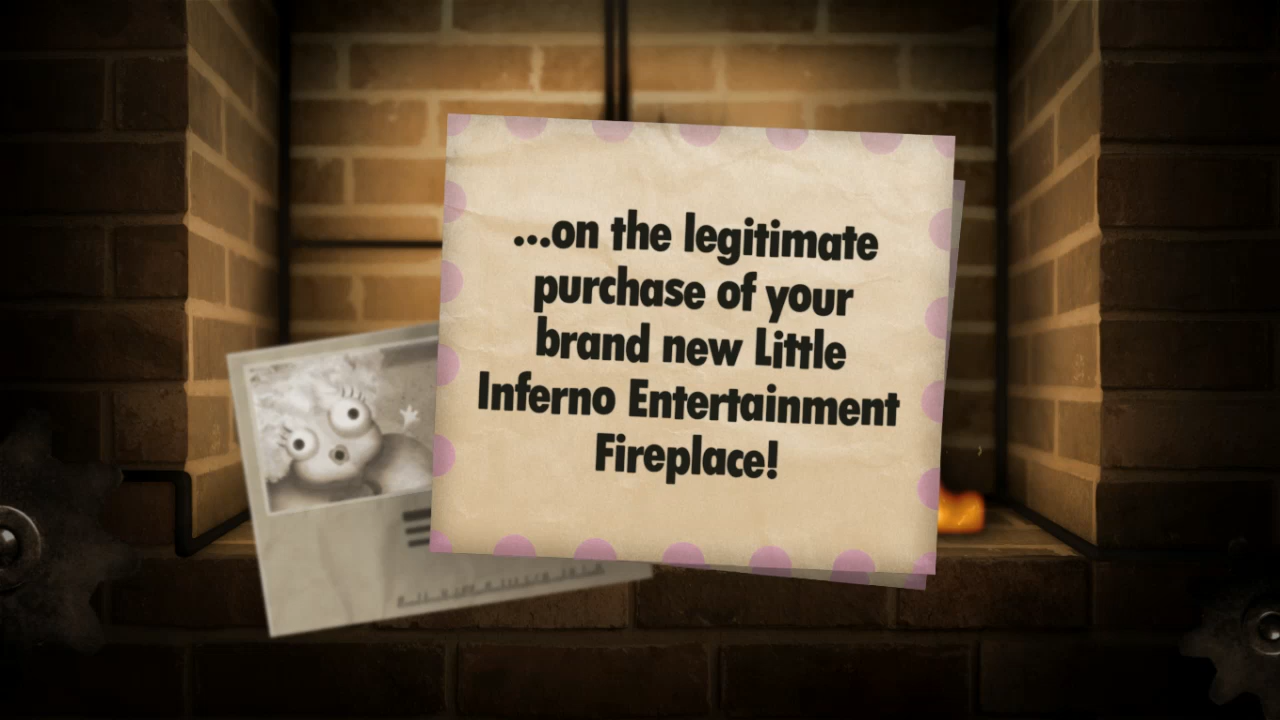 ...on the legitimate
purchase of your
brand new Little
Inferno Entertainment
Fireplace!